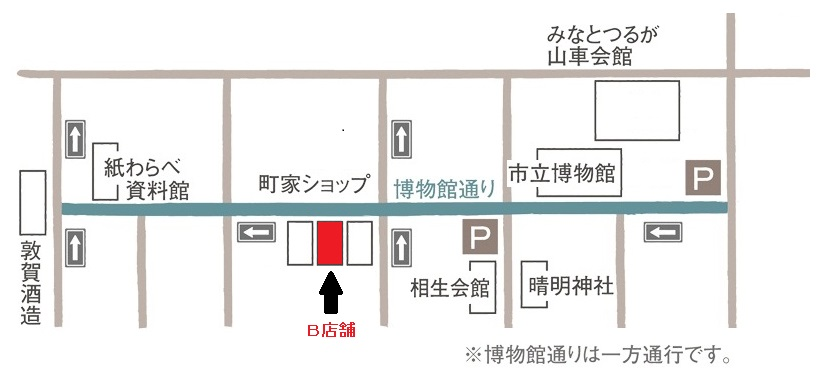 みなとつるが
山車会館
紙わらべ
資料館
町家ショップ
博物館通り
市立博物館
P
P
敦賀酒造
相生会館
晴明神社
B店舗
※博物館通りは一方通行です。